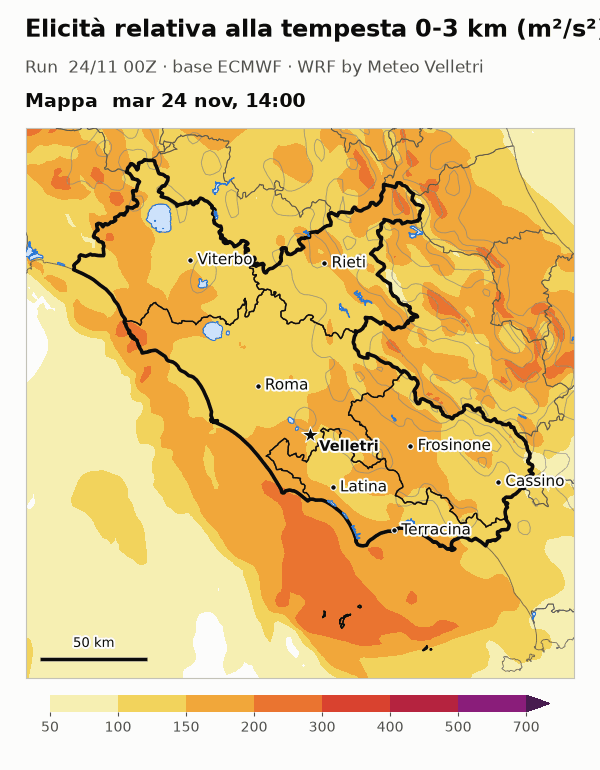 Elicità relativa alla tempesta 0-3 km (m²/s²)
Run 24/11 00Z · base ECMWF · WRF by Meteo Velletri
Mappa mar 24 nov, 14:00
Viterbo
Rieti
Roma
Velletri
Frosinone
Cassino
Latina
Terracina
50 km
50 100 150 200 300 400 500 700